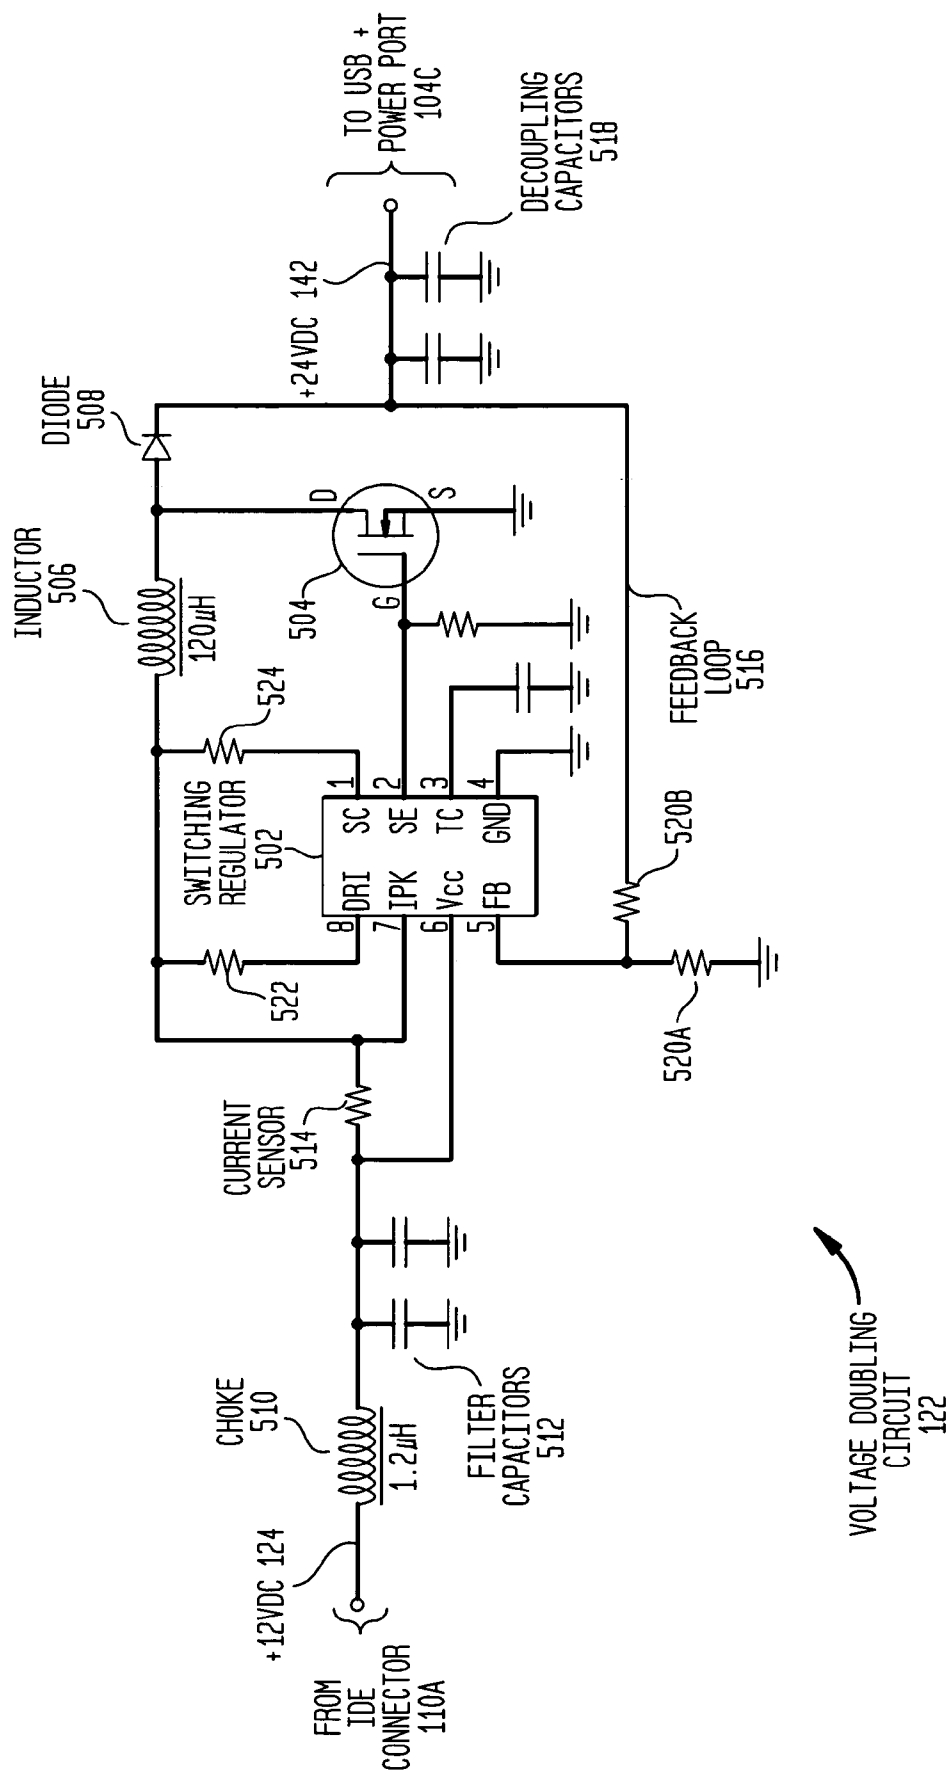 INDUCTOR
506
DIODE
508
120µH
524
522
SWITCHING
REGULATOR
502
8
DRI
SC
1
7
IPK
SE
2
6
Vcc
TC
3
5
FB
GND
4
504
D
G
S
+24VDC 142
TO USB +
POWER PORT
104C
DECOUPLING
CAPACITORS
518
CURRENT
SENSOR
514
CHOKE
510
1.2µH
+12VDC 124
FROM
IDE
CONNECTOR
110A
FILTER
CAPACITORS
512
520A
520B
FEEDBACK
LOOP
516
VOLTAGE DOUBLING
CIRCUIT
122